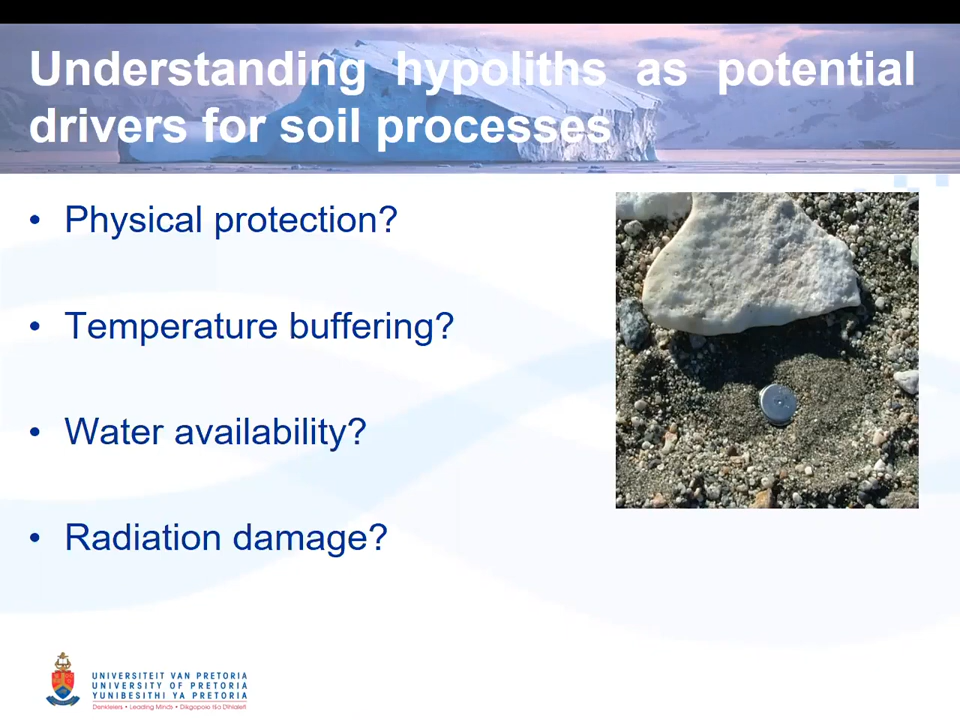 Understanding hypoliths as potential
drivers for soil processes
• Physical protection?
• Temperature buffering?
• Water availability?
• Radiation damage?
UNIVERSITEIT VAN PRETORIA
UNIVERSITY OF PRETORIA
YUNIBESITHI YA PRETORIA
Denkleiers • Leading Minds • Dikgopolo tša Dihlalefi